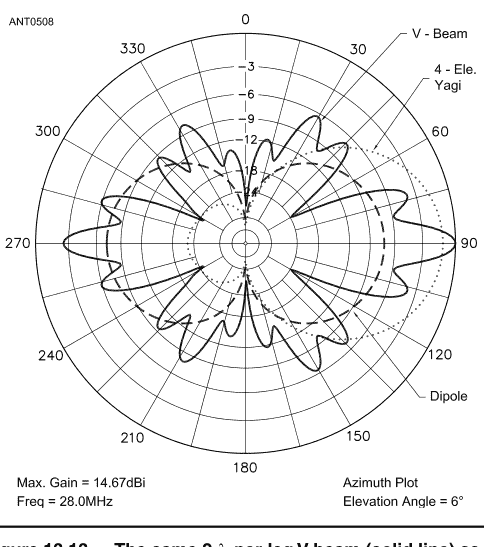 ANT0508
0
V - Beam
330
30
-3
4 - Ele.
Yagi
-6
-9
300
60
-12
270
90
240
120
Dipole
210
150
180
Max. Gain = 14.67dBi
Azimuth Plot
Freq = 28.0MHz
Elevation Angle = 6°